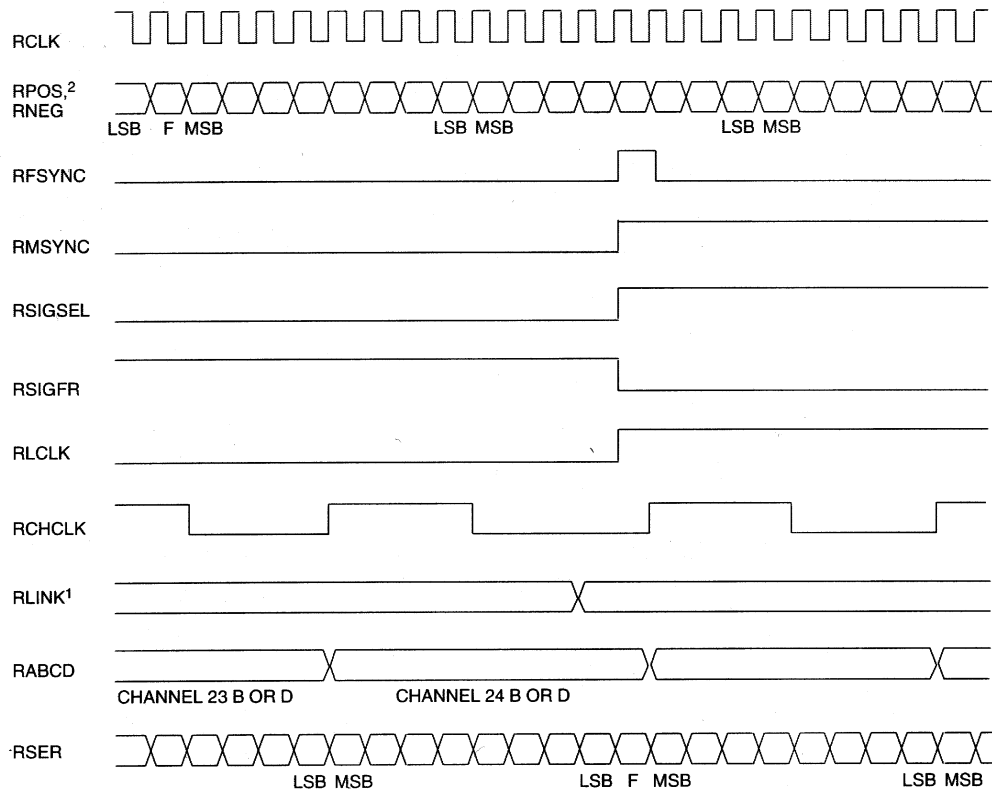 RCLK
RPOS,2
RNEG
LSB F MSB LSB MSB LSB MSB
RFSYNC
RMSYNC
RSIGSEL
RSIGFR
RLCLK
RCHCLK
RLINK1
RABCD
CHANNEL 23 B OR D CHANNEL 24 B OR D
RSER
LSB MSB LSB F MSB LSB MSB